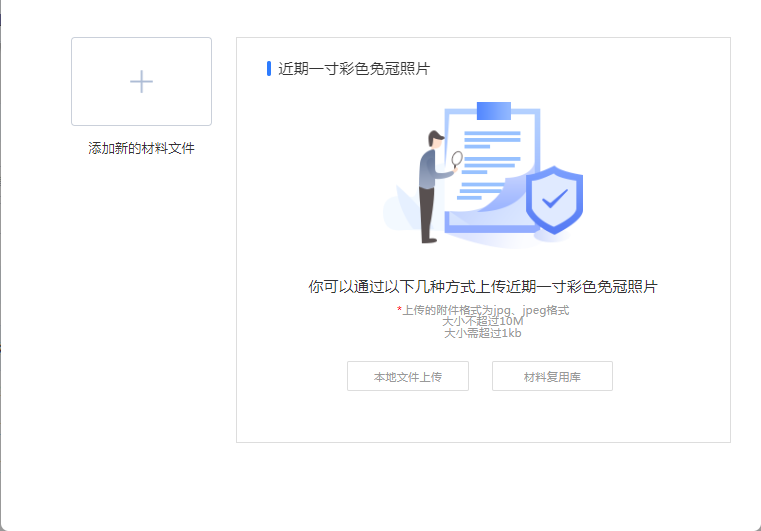 近期一寸彩色免冠照片
添加新的材料文件
你可以通过以下几种方式上传近期一寸彩色免冠照片
*上传的附件格式为jpg、jpeg格式
大小不超过10M
大小需超过1kb
本地文件上传
材料复用库